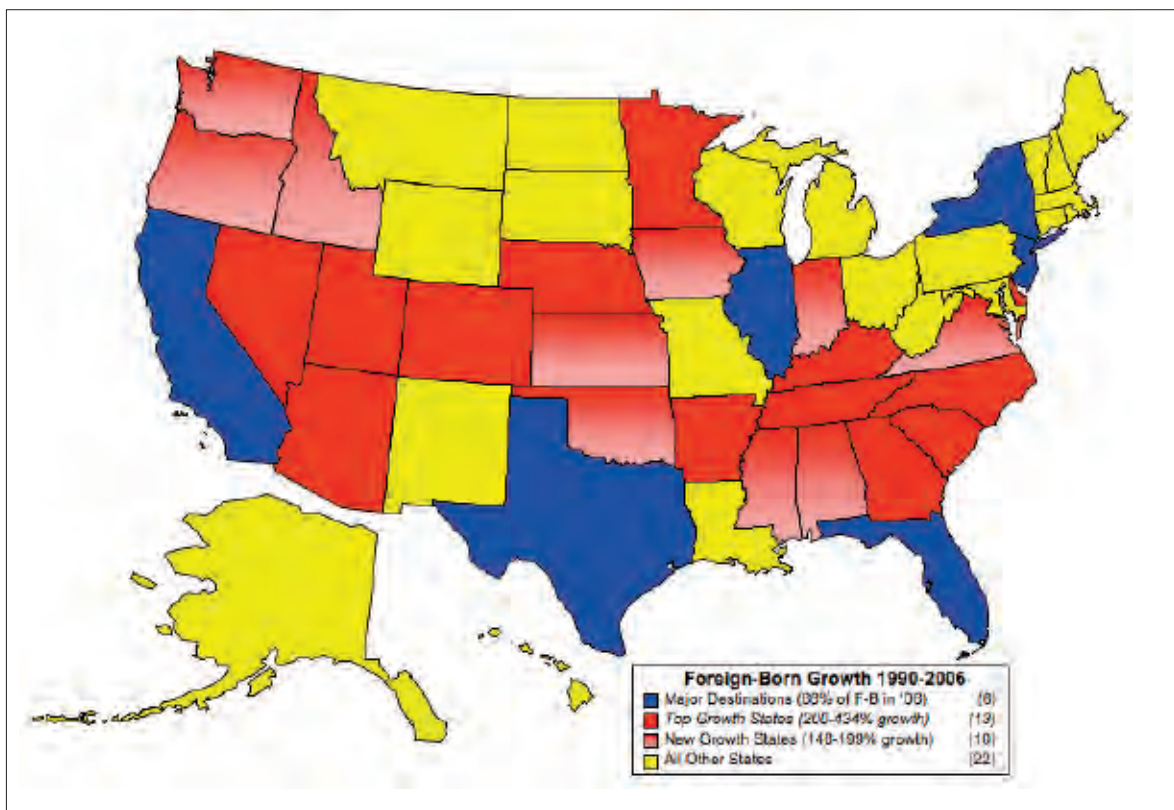 Foreign-Born Growth 1990-2006
Major Destinations (68% of F-B in '06) (6)
Top Growth States (200-434% growth) (13)
New Growth States (growth) (10)
All Other States (22)